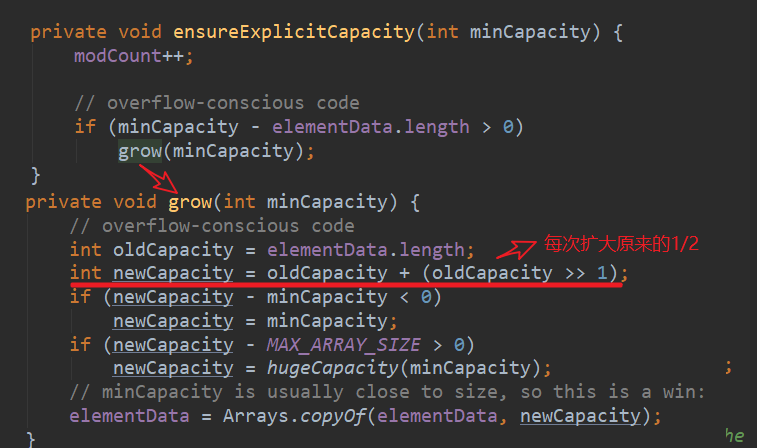 private void ensureExplicitCapacity(int minCapacity) {
modCount++;
// overflow-conscious code
if (minCapacity - elementData.length > 0)
grow(minCapacity);
}
private void grow(int minCapacity) {
// overflow-conscious code
int oldCapacity = elementData.length;
每次扩大原来的1/2
int newCapacity = oldCapacity + (oldCapacity >> 1);
if (newCapacity - minCapacity < 0)
newCapacity = minCapacity;
if (newCapacity - MAX_ARRAY_SIZE > 0)
newCapacity = hugeCapacity(minCapacity); ;
// minCapacity is usually close to size, so this is a win:
elementData = Arrays.copyOf(elementData, newCapacity);
} he